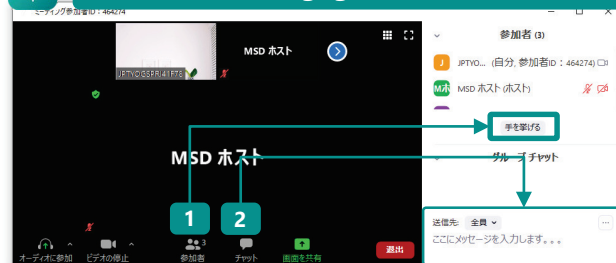 ミーティング参加者ID：464274
MSD ホスト
JPTYOGSPRJ41F78
MSD ホスト
1
2
3
オーディオに参加
ビデオの停止
参加者
チャット
画面を共有
退出
参加者 (3)
J
JPTYO... (自分, 参加者ID：464274)
Mホ
MSD ホスト (ホスト)
手を挙げる
グループチャット
送信先: 全員
ここにメッセージを入力します。。。